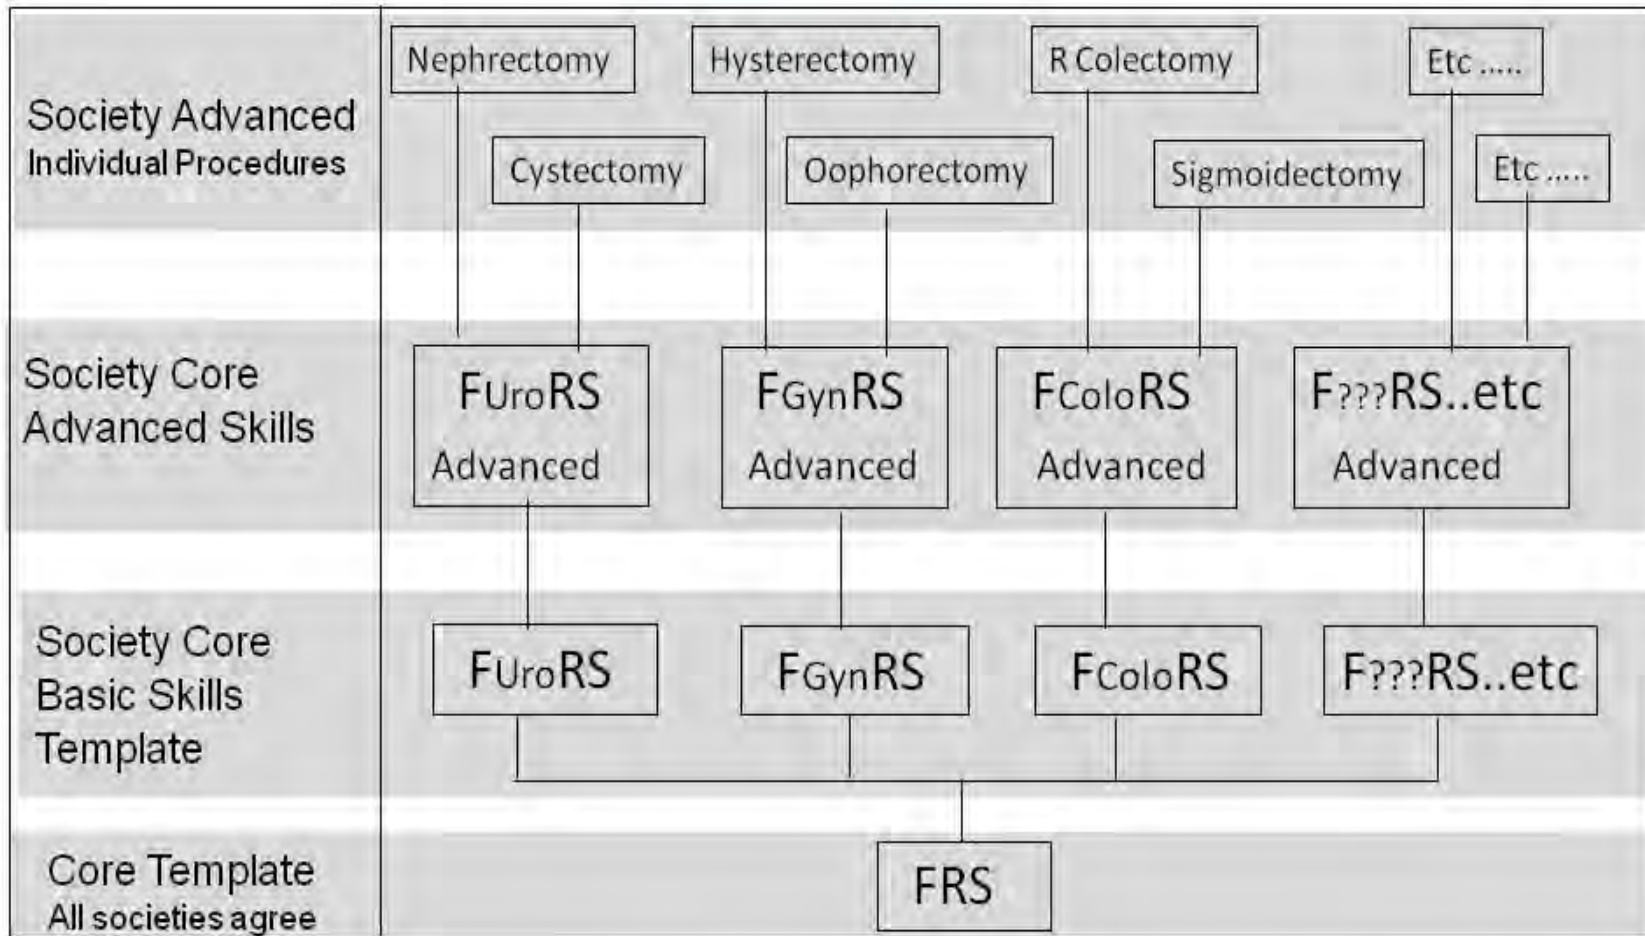 Society Advanced
Individual Procedures
Nephrectomy
Hysterectomy
R Colectomy
Etc .....
Cystectomy
Oophorectomy
Sigmoidectomy
Etc .....
Society Core
Advanced Skills
FUroRS
Advanced
FGynRS
Advanced
FColoRS
Advanced
F???RS..etc
Advanced
Society Core
Basic Skills
Template
FUroRS
FGynRS
FColoRS
F???RS..etc
Core Template
All societies agree
FRS